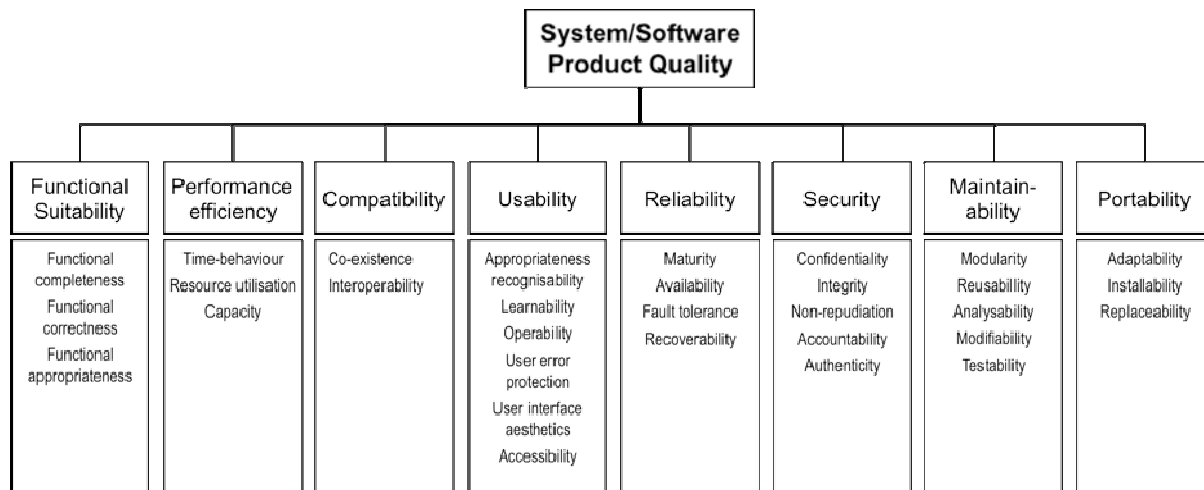 System/Software
Product Quality
Functional
Suitability
Performance
efficiency
Compatibility
Usability
Reliability
Security
Maintain-
ability
Portability
Functional
completeness
Functional
correctness
Functional
appropriateness
Time-behaviour
Resource utilisation
Capacity
Co-existence
Interoperability
Appropriateness
recognisability
Learnability
Operability
User error
protection
User interface
aesthetics
Accessibility
Maturity
Availability
Fault tolerance
Recoverability
Confidentiality
Integrity
Non-repudiation
Accountability
Authenticity
Modularity
Reusabillity
Analysability
Modifiability
Testability
Adaptability
Installability
Replaceability